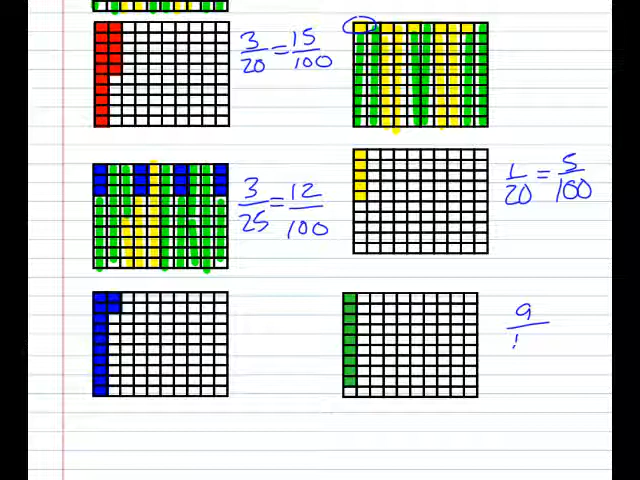 3/20 = 15/100
1/20 = 5/100
3/25 = 12/100
9/